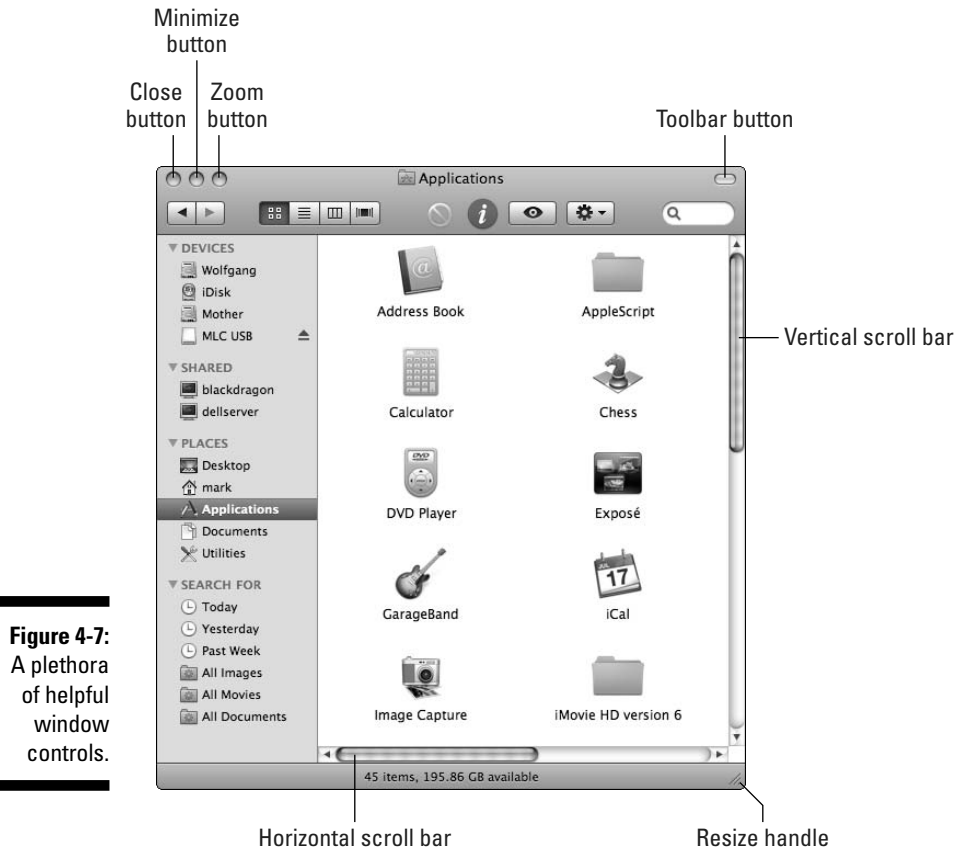 Minimize
button
Close
button
Zoom
button
Toolbar button
Applications
DEVICES
Wolfgang
iDisk
Mother
MLC USB
SHARED
blackdragon
dellserver
PLACES
Desktop
mark
Applications
Documents
Utilities
SEARCH FOR
Today
Yesterday
Past Week
All Images
All Movies
All Documents
@
Address Book
AppleScript
Calculator
Chess
DVD
DVD Player
Exposé
GarageBand
JUL
17
iCal
Image Capture
iMovie HD version 6
45 items, 195.86 GB available
Vertical scroll bar
Horizontal scroll bar
Resize handle
Figure 4-7:
A plethora
of helpful
window
controls.